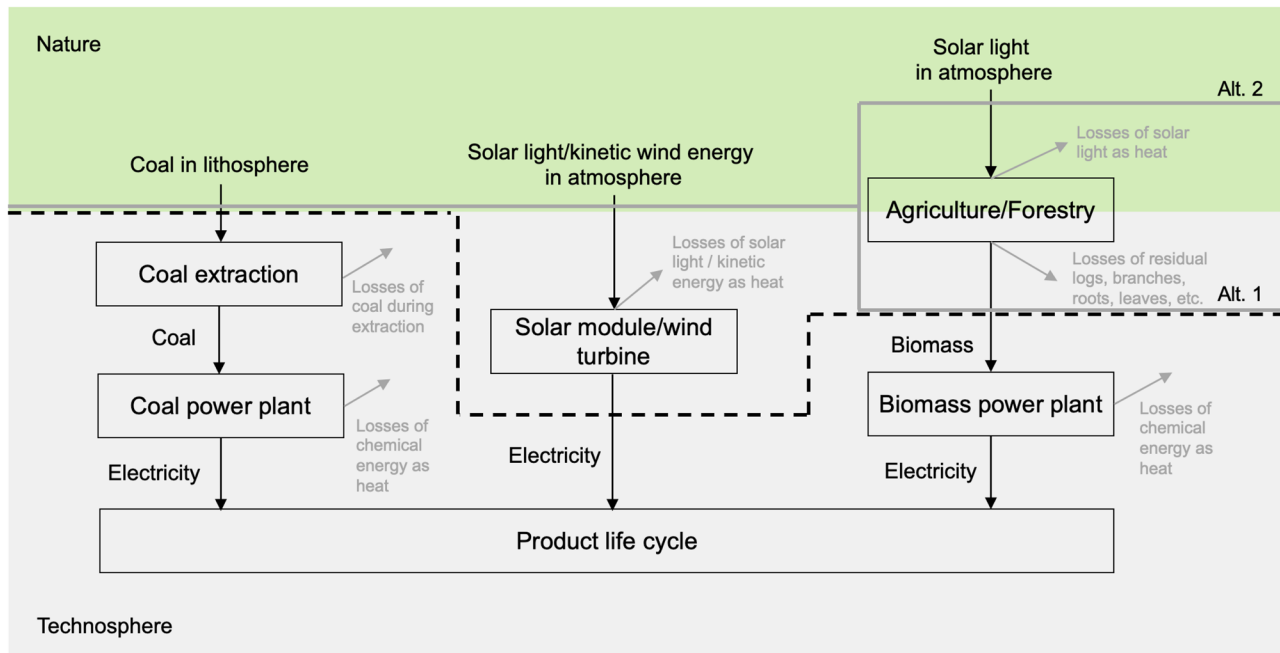 Nature
Solar light
in atmosphere
Alt. 2
Losses of solar
light as heat
Coal in lithosphere
Solar light/kinetic wind energy
in atmosphere
Agriculture/Forestry
Losses of solar
light / kinetic
energy as heat
Losses of residual
logs, branches,
roots, leaves, etc.
Alt. 1
Coal extraction
Losses of
coal during
extraction
Solar module/wind
turbine
Coal
Biomass
Coal power plant
Losses of
chemical
energy as
heat
Biomass power plant
Losses of
chemical
energy as
heat
Electricity
Electricity
Electricity
Product life cycle
Technosphere